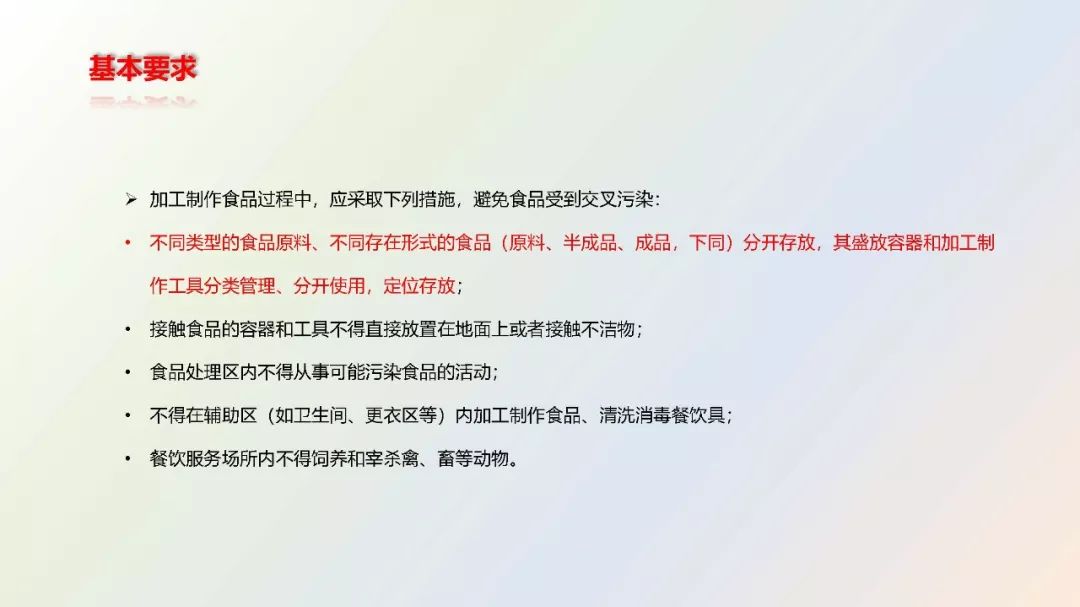 基本要求
➢ 加工制作食品过程中，应采取下列措施，避免食品受到交叉污染：
• 不同类型的食品原料、不同存在形式的食品（原料、半成品、成品，下同）分开存放，其盛放容器和加工制
作工具分类管理、分开使用，定位存放；
• 接触食品的容器和工具不得直接放置在地面上或者接触不洁物；
• 食品处理区内不得从事可能污染食品的活动；
• 不得在辅助区（如卫生间、更衣区等）内加工制作食品、清洗消毒餐饮具；
• 餐饮服务场所内不得饲养和宰杀禽、畜等动物。